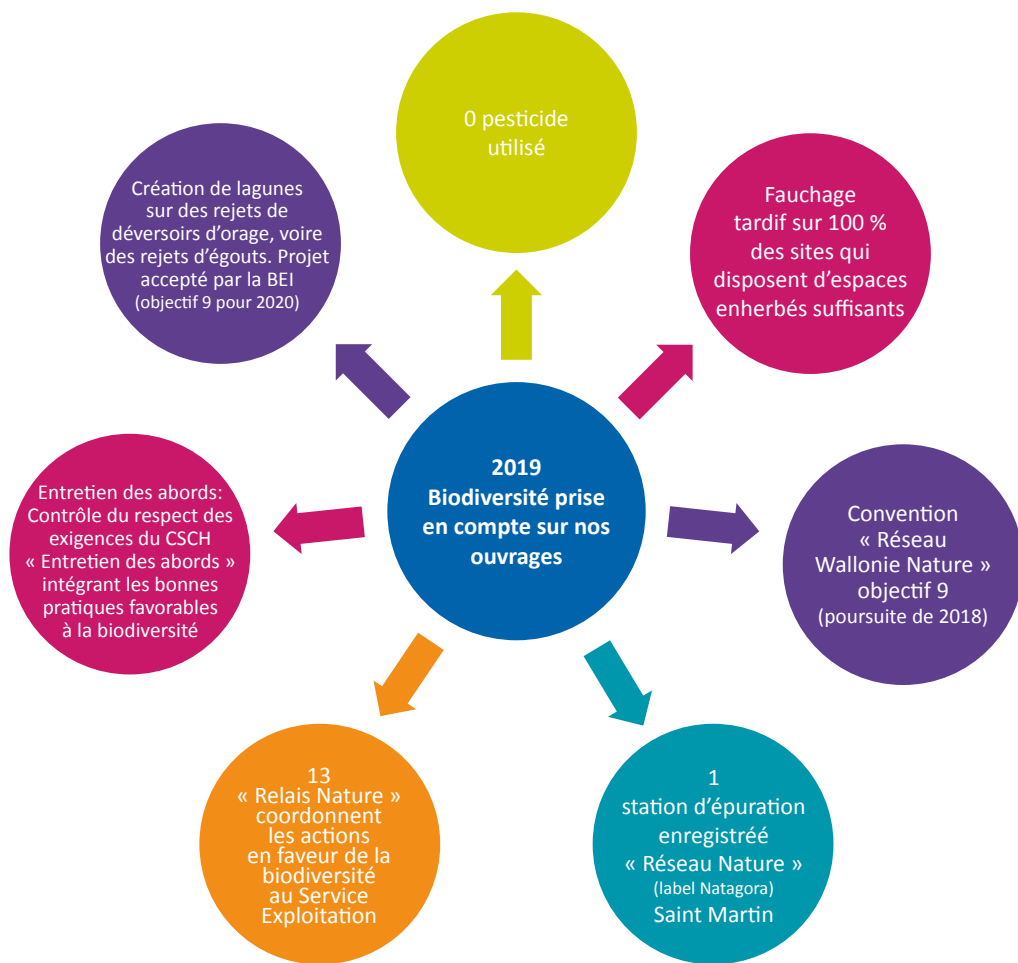 0 pesticide
utilisé
Fauchage
tardif sur 100 %
des sites qui
disposent d'espaces
enherbés suffisants
Convention
« Réseau
Wallonie Nature »
objectif 9
(poursuite de 2018)
1
station d'épuration
enregistréé
« Réseau Nature »
(label Natagora)
Saint Martin
13
« Relais Nature »
coordonnent
les actions
en faveur de la
biodiversité
au Service
Exploitation
Entretien des abords:
Contrôle du respect des
exigences du CSCH
« Entretien des abords »
intégrant les bonnes
pratiques favorables
à la biodiversité
Création de lagunes
sur des rejets de
déversoirs d'orage, voire
des rejets d'égouts. Projet
accepté par la BEI
(objectif 9 pour 2020)
2019
Biodiversité prise
en compte sur nos
ouvrages